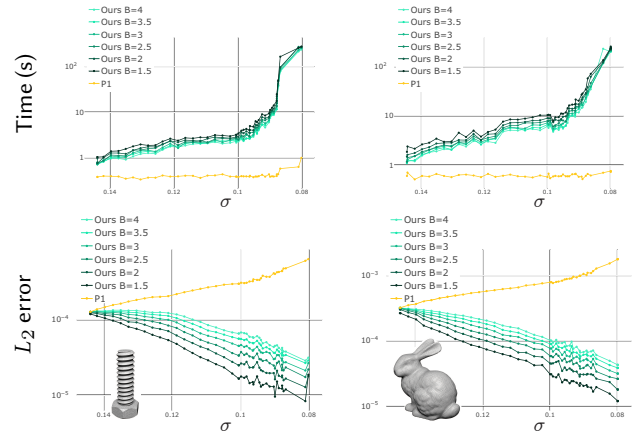 Ours B=4
Ours B=3.5
Ours B=3
Ours B=2.5
Ours B=2
Ours B=1.5
P1
10²
10
1
0.14
0.12
0.1
0.08
σ
Time (s)
Ours B=4
Ours B=3.5
Ours B=3
Ours B=2.5
Ours B=2
Ours B=1.5
P1
10²
10
1
0.14
0.12
0.1
0.08
σ
Ours B=4
Ours B=3.5
Ours B=3
Ours B=2.5
Ours B=2
Ours B=1.5
P1
10⁻⁴
10⁻⁵
0.14
0.12
0.1
0.08
σ
L₂ error
Ours B=4
Ours B=3.5
Ours B=3
Ours B=2.5
Ours B=2
Ours B=1.5
P1
10⁻³
10⁻⁴
10⁻⁵
0.14
0.12
0.1
0.08
σ